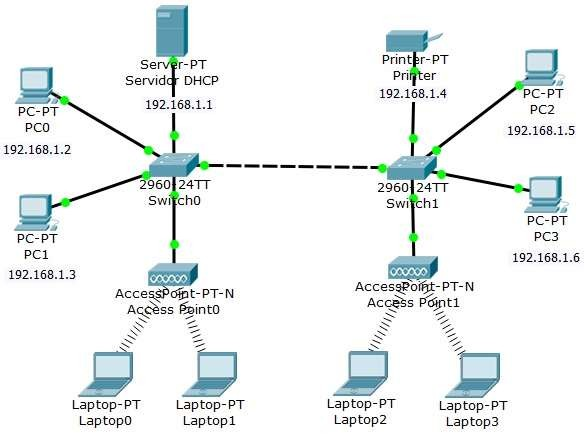 Server-PT
Servidor DHCP
192.168.1.1
Printer-PT
Printer
192.168.1.4
PC-PT
PC0
192.168.1.2
PC-PT
PC2
192.168.1.5
2960-24TT
Switch0
2960-24TT
Switch1
PC-PT
PC1
192.168.1.3
PC-PT
PC3
192.168.1.6
AccessPoint-PT-N
Access Point0
AccessPoint-PT-N
Access Point1
Laptop-PT
Laptop0
Laptop-PT
Laptop1
Laptop-PT
Laptop2
Laptop-PT
Laptop3